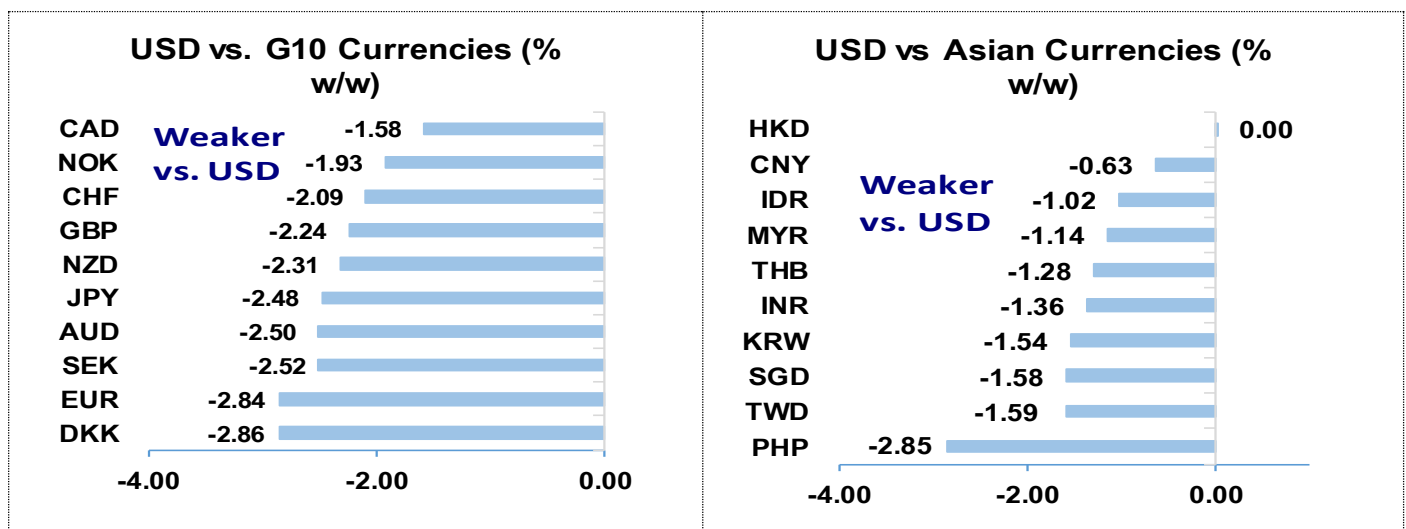 USD vs. G10 Currencies (%
w/w)
Weaker
vs. USD
CAD -1.58
NOK -1.93
CHF -2.09
GBP -2.24
NZD -2.31
JPY -2.48
AUD -2.50
SEK -2.52
EUR -2.84
DKK -2.86
-4.00 -2.00 0.00
USD vs Asian Currencies (%
w/w)
Weaker
vs. USD
HKD 0.00
CNY -0.63
IDR -1.02
MYR -1.14
THB -1.28
INR -1.36
KRW -1.54
SGD -1.58
TWD -1.59
PHP -2.85
-4.00 -2.00 0.00